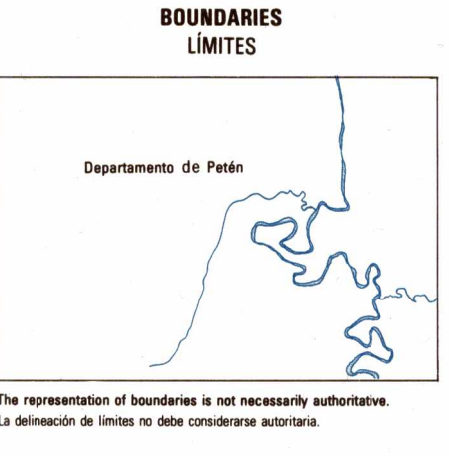 BOUNDARIES
LÍMITES
Departamento de Petén
The representation of boundaries is not necessarily authoritative.
La delineación de límites no debe considerarse autoritaria.